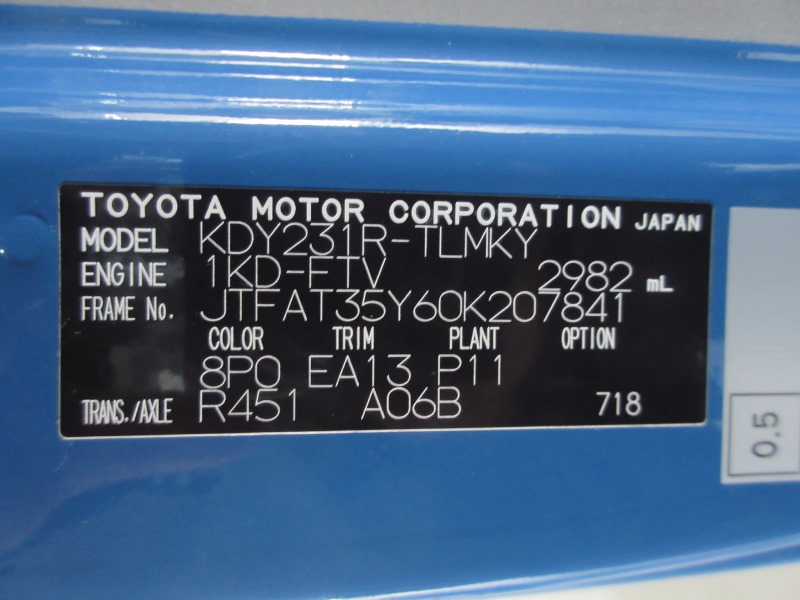 TOYOTA MOTOR CORPORATION JAPAN
MODEL KDY231R-TLMKY
ENGINE 1KD-FTV 2982 mL
FRAME No. JTFAT35Y60K207841
COLOR TRIM PLANT OPTION
8P0 EA13 P11
TRANS./AXLE R451 A06B 718
0,5